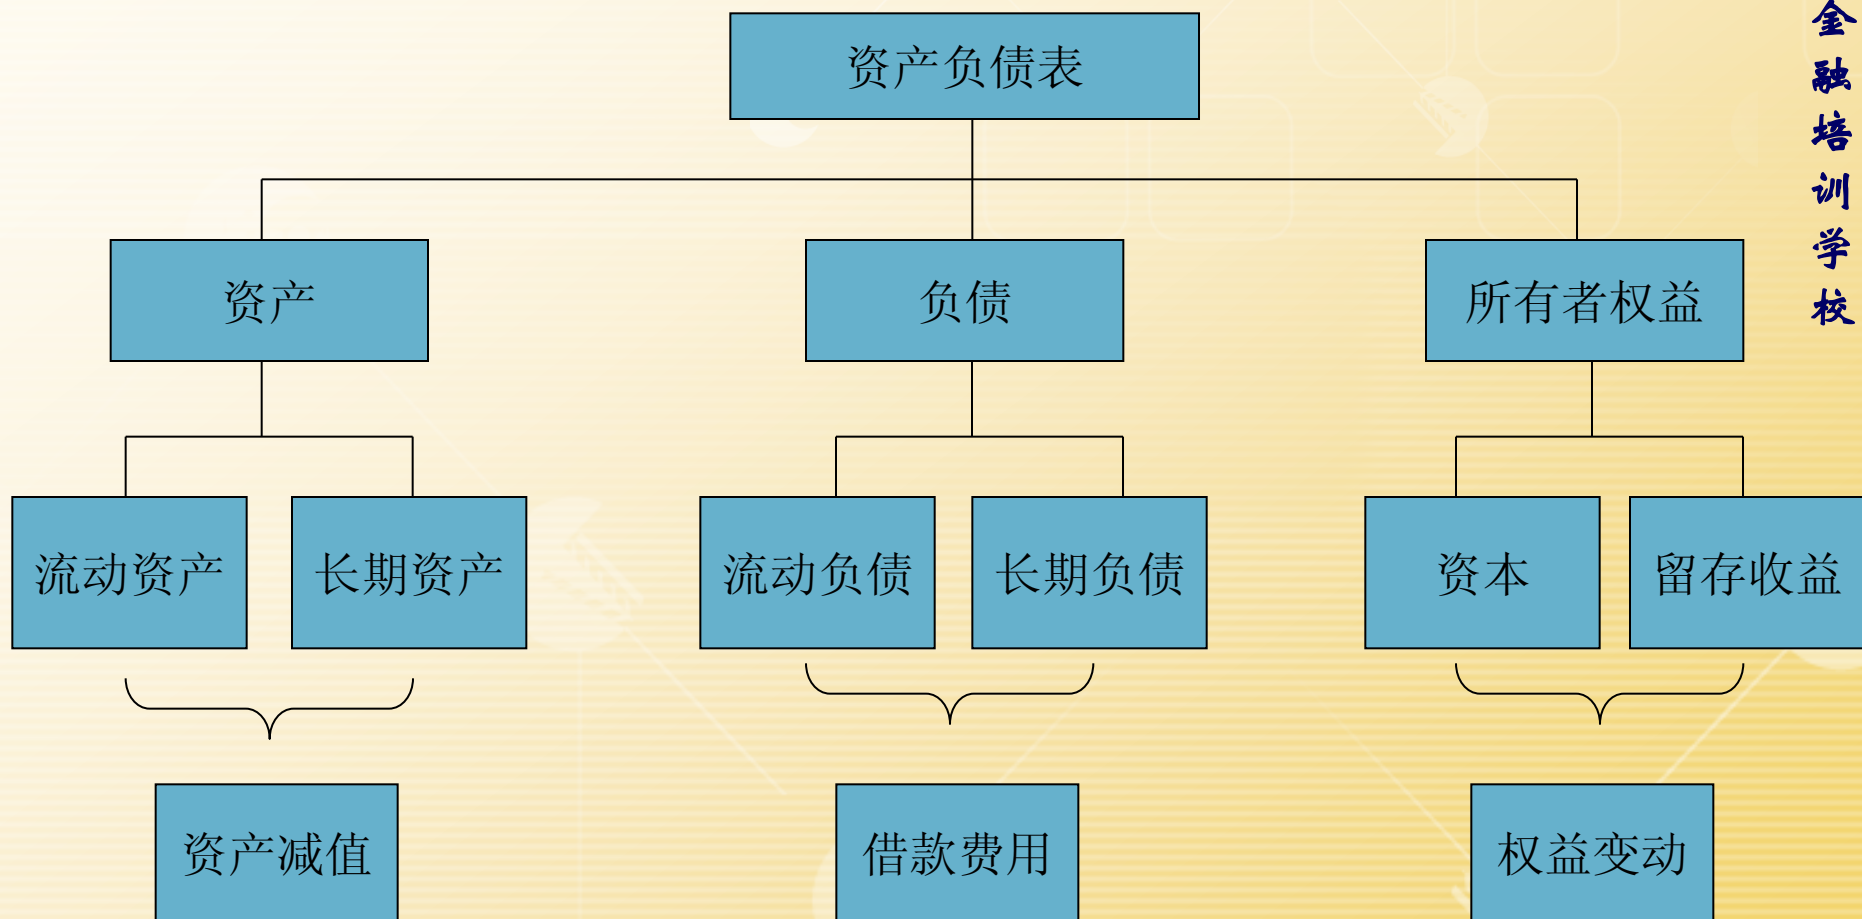 资产负债表
资产
负债
所有者权益
流动资产
长期资产
流动负债
长期负债
资本
留存收益
资产减值
借款费用
权益变动
金融培训学校